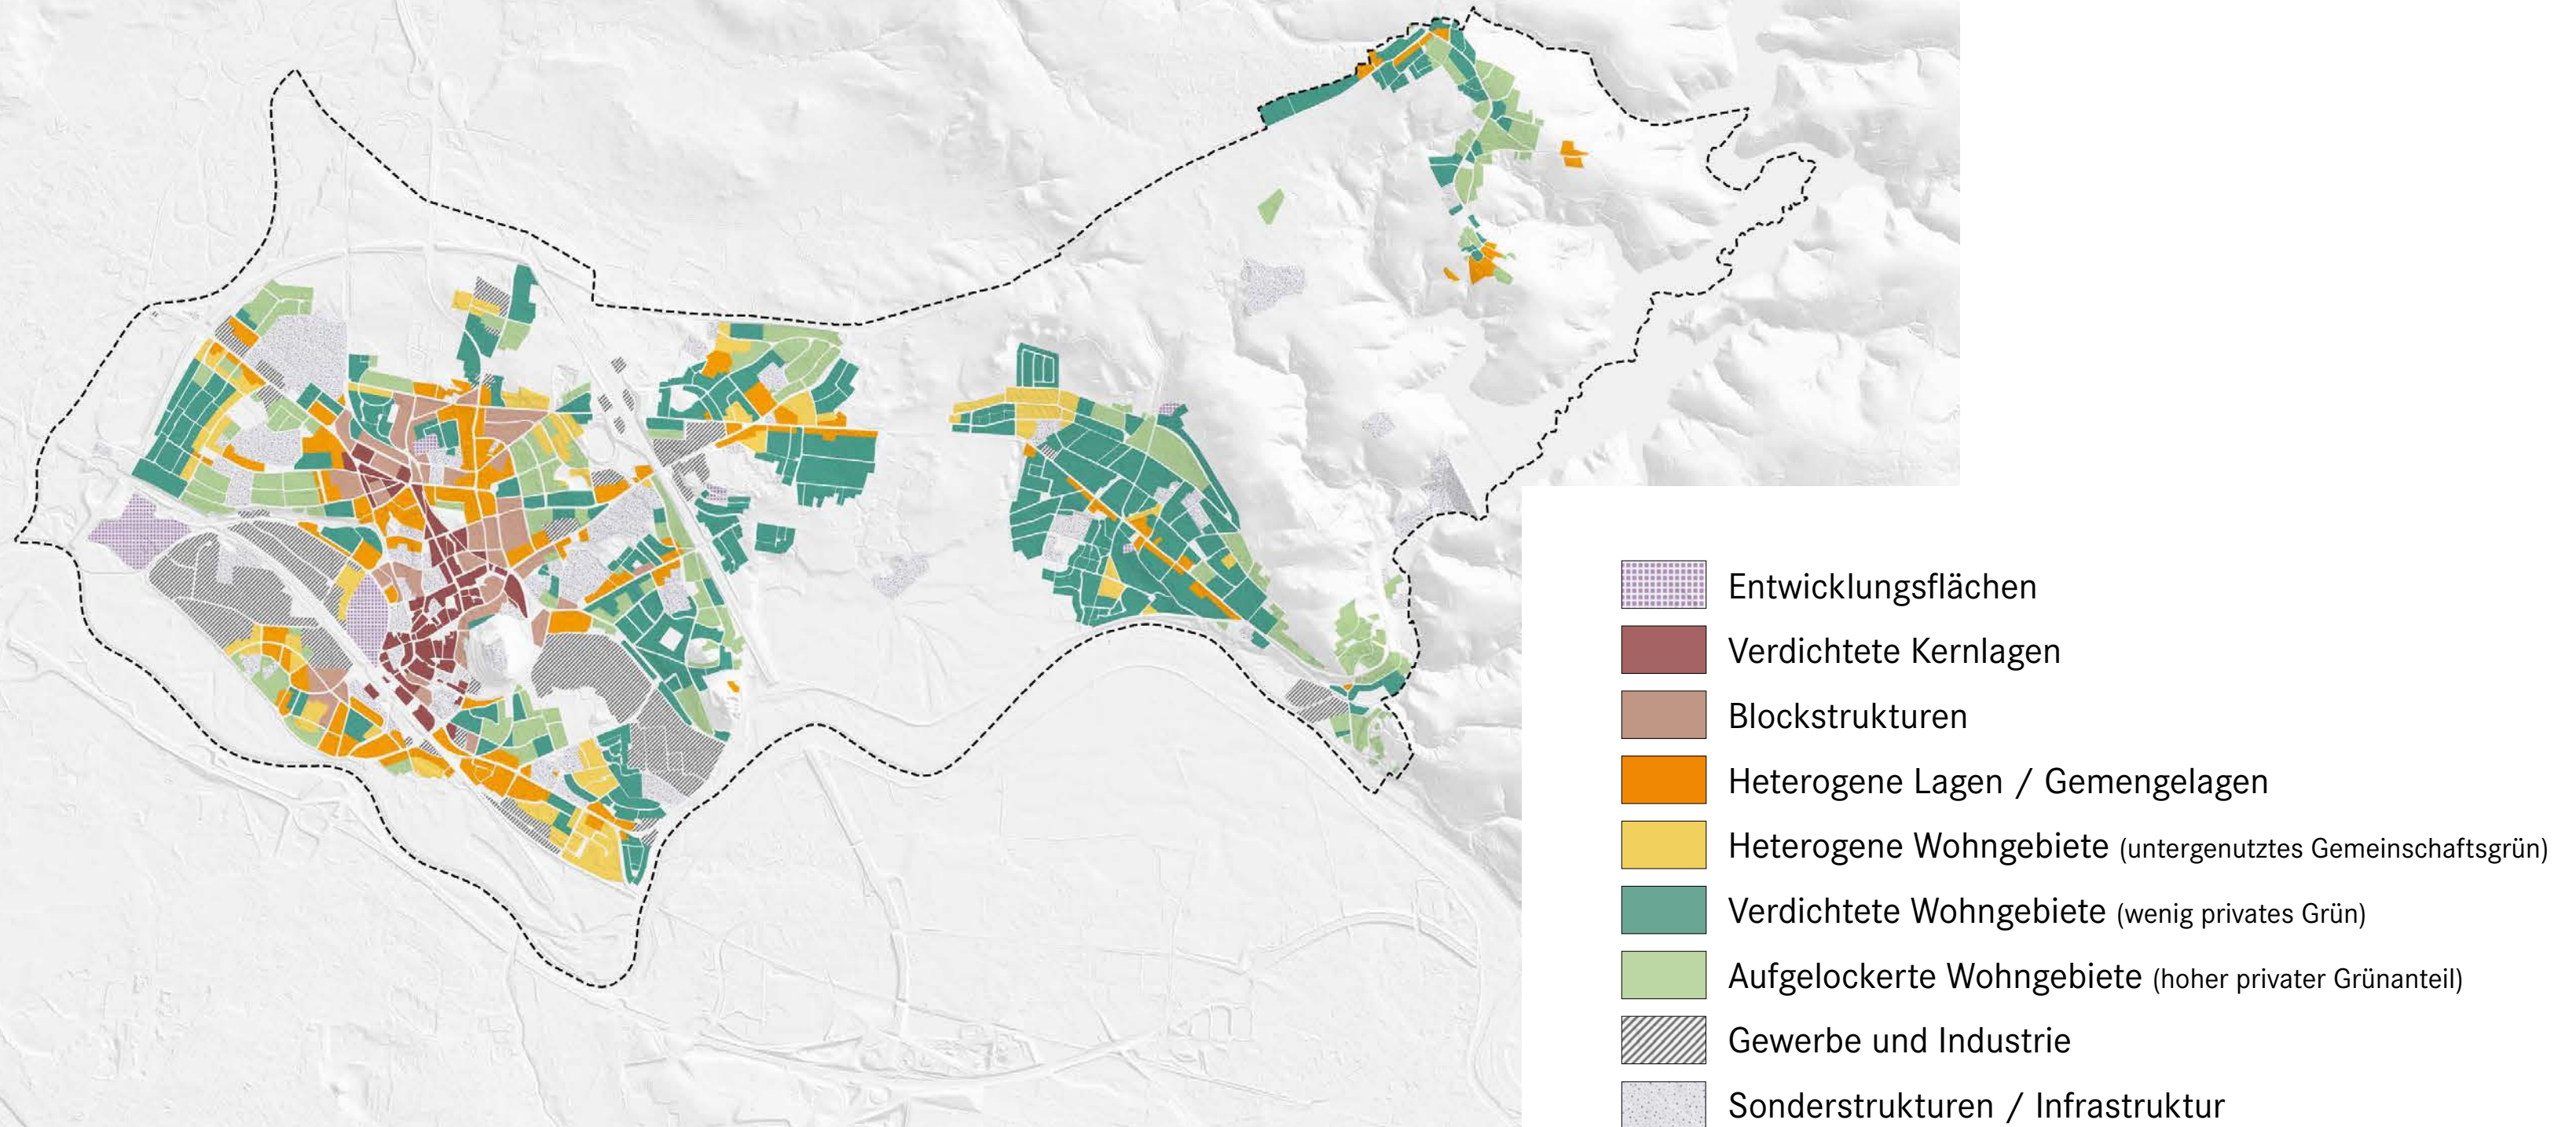 Entwicklungsflächen
Verdichtete Kernlagen
Blockstrukturen
Heterogene Lagen / Gemengelagen
Heterogene Wohngebiete (untergenutztes Gemeinschaftsgrün)
Verdichtete Wohngebiete (wenig privates Grün)
Aufgelockerte Wohngebiete (hoher privater Grünanteil)
Gewerbe und Industrie
Sonderstrukturen / Infrastruktur